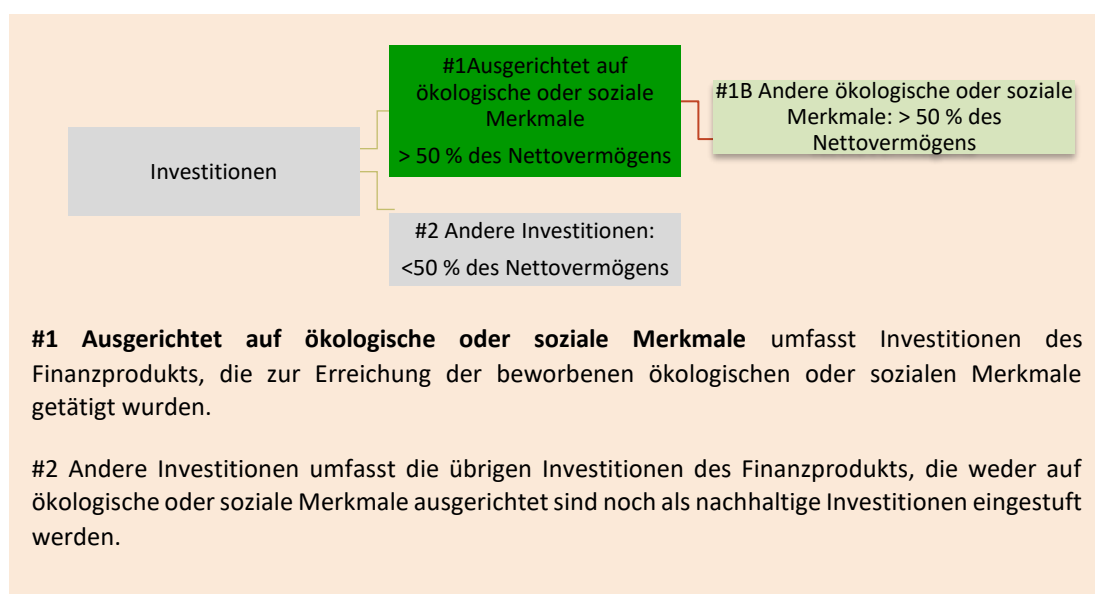 #1Ausgerichtet auf
ökologische oder soziale
Merkmale
> 50 % des Nettovermögens
#1B Andere ökologische oder soziale
Merkmale: > 50 % des
Nettovermögens
Investitionen
#2 Andere Investitionen:
<50 % des Nettovermögens
#1 Ausgerichtet auf ökologische oder soziale Merkmale umfasst Investitionen des
Finanzprodukts, die zur Erreichung der beworbenen ökologischen oder sozialen Merkmale
getätigt wurden.
#2 Andere Investitionen umfasst die übrigen Investitionen des Finanzprodukts, die weder auf
ökologische oder soziale Merkmale ausgerichtet sind noch als nachhaltige Investitionen eingestuft
werden.